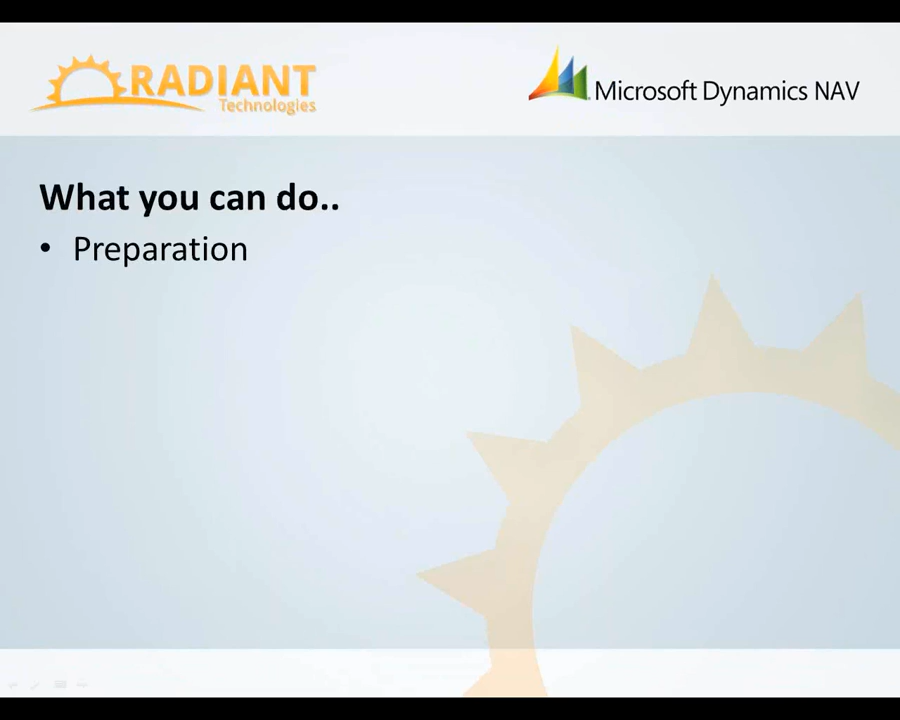 RADIANT
Technologies
Microsoft Dynamics NAV
What you can do..
• Preparation